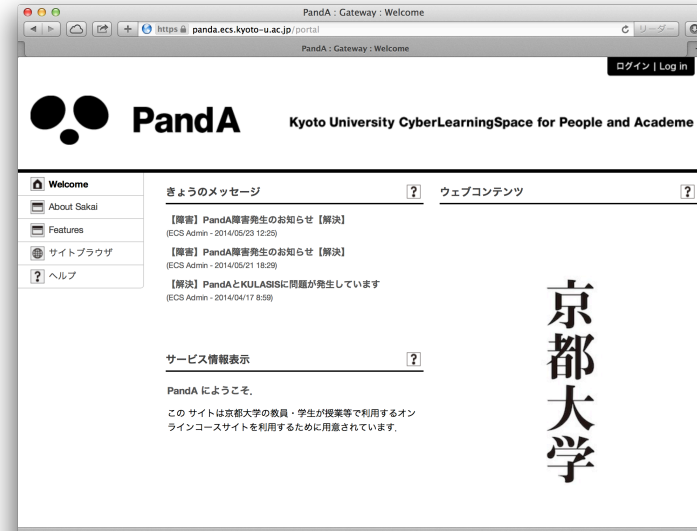 PandA : Gateway : Welcome
https panda.ecs.kyoto-u.ac.jp/portal
リーダー
PandA : Gateway : Welcome
ログイン | Log in
PandA
Kyoto University CyberLearningSpace for People and Academe
Welcome
About Sakai
Features
サイトブラウザ
? ヘルプ
きょうのメッセージ ?
【障害】PandA障害発生のお知らせ【解決】
(ECS Admin - 2014/05/23 12:25)
【障害】PandA障害発生のお知らせ【解決】
(ECS Admin - 2014/05/21 18:29)
【解決】PandAとKULASISに問題が発生しています
(ECS Admin - 2014/04/17 8:59)
サービス情報表示 ?
PandA にようこそ.
この サイトは京都大学の教員・学生が授業等で利用するオン
ラインコースサイトを利用するために用意されています.
ウェブコンテンツ ?
京都大学